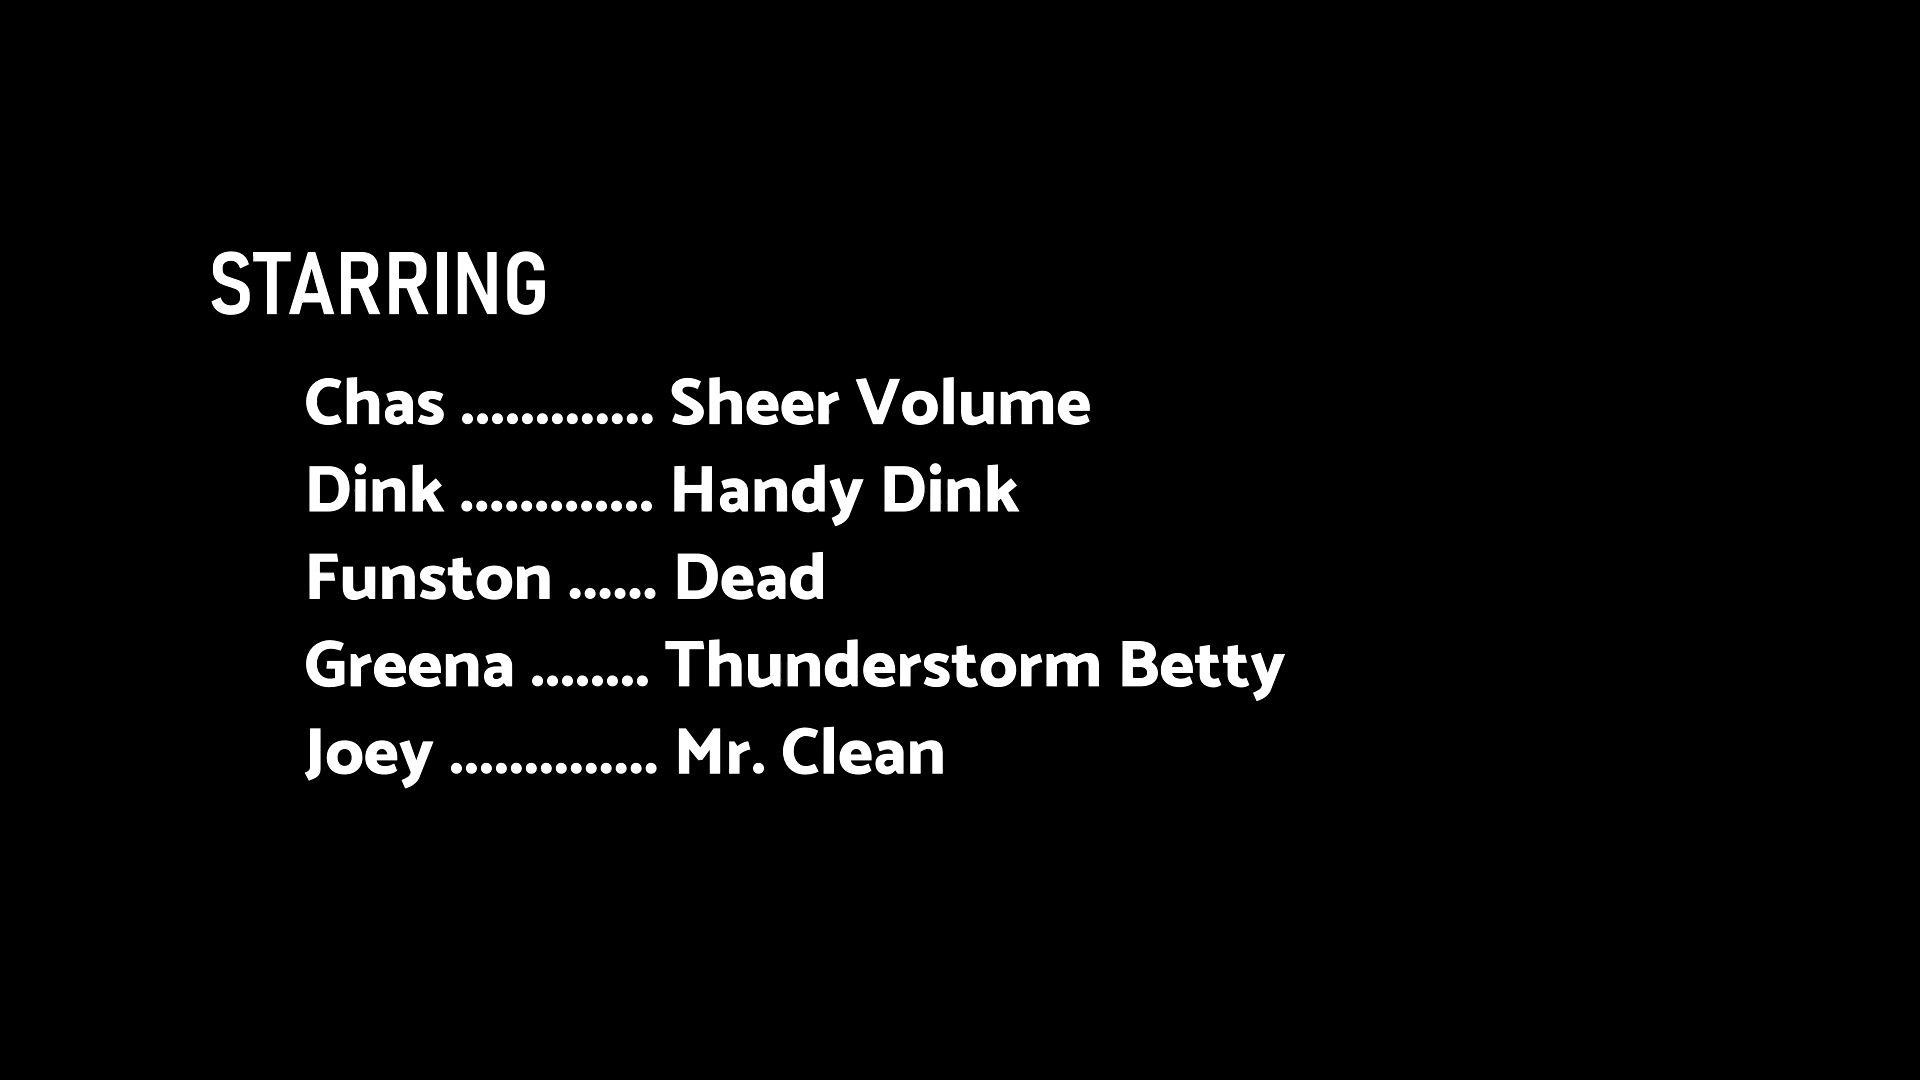 STARRING
Chas ............. Sheer Volume
Dink ............. Handy Dink
Funston ...... Dead
Greena ........ Thunderstorm Betty
Joey .............. Mr. Clean